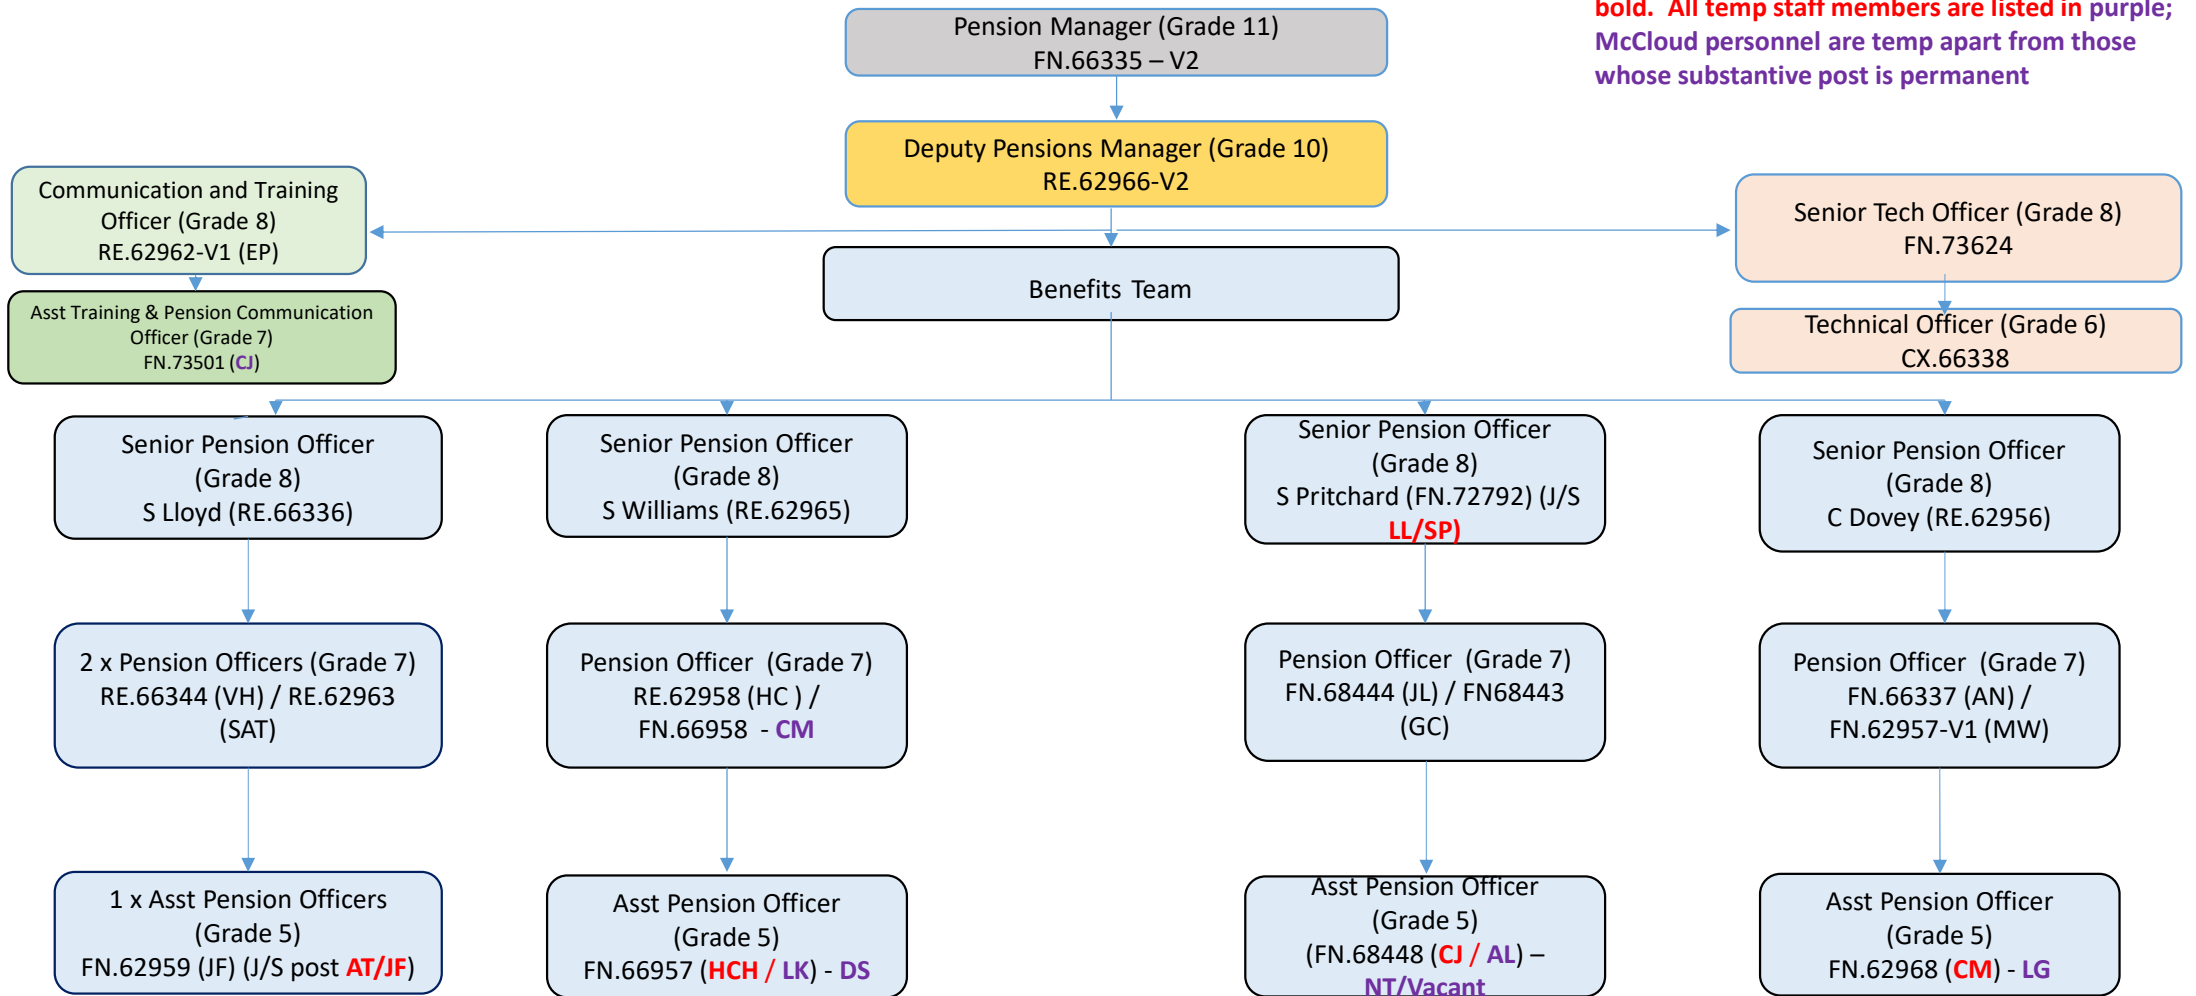 bold.  All temp staff members are listed in purple;
McCloud personnel are temp apart from those
whose substantive post is permanent
Pension Manager (Grade 11)
FN.66335 – V2
Deputy Pensions Manager (Grade 10)
RE.62966-V2
Communication and Training
Officer (Grade 8)
RE.62962-V1 (EP)
Senior Tech Officer (Grade 8)
FN.73624
Benefits Team
Asst Training & Pension Communication
Officer (Grade 7)
FN.73501 (CJ)
Technical Officer (Grade 6)
CX.66338
Senior Pension Officer
(Grade 8)
S Lloyd (RE.66336)
Senior Pension Officer
(Grade 8)
S Williams (RE.62965)
Senior Pension Officer
(Grade 8)
S Pritchard (FN.72792) (J/S
LL/SP)
Senior Pension Officer
(Grade 8)
C Dovey (RE.62956)
2 x Pension Officers (Grade 7)
RE.66344 (VH) / RE.62963
(SAT)
Pension Officer (Grade 7)
RE.62958 (HC ) /
FN.66958 - CM
Pension Officer (Grade 7)
FN.68444 (JL) / FN68443
(GC)
Pension Officer (Grade 7)
FN.66337 (AN) /
FN.62957-V1 (MW)
1 x Asst Pension Officers
(Grade 5)
FN.62959 (JF) (J/S post AT/JF)
Asst Pension Officer
(Grade 5)
FN.66957 (HCH / LK) - DS
Asst Pension Officer
(Grade 5)
(FN.68448 (CJ / AL) –
NT/Vacant
Asst Pension Officer
(Grade 5)
FN.62968 (CM) - LG